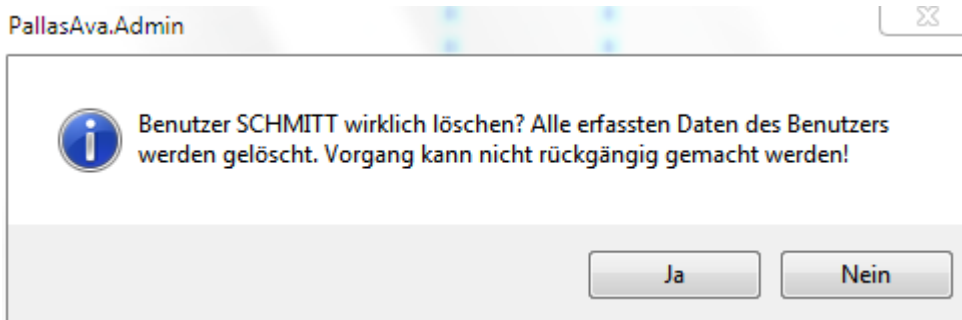 PallasAva.Admin
Benutzer SCHMITT wirklich löschen? Alle erfassten Daten des Benutzers
werden gelöscht. Vorgang kann nicht rückgängig gemacht werden!
Ja Nein